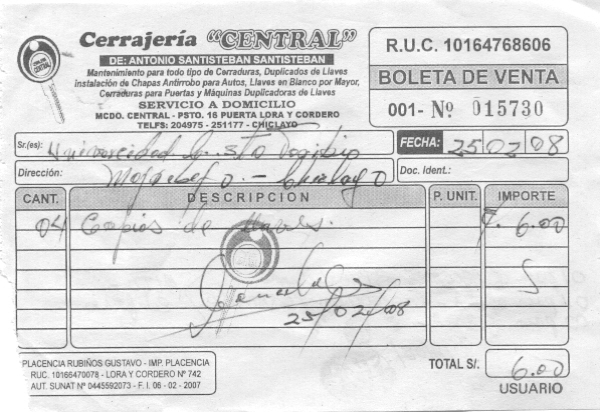 Cerrajería "CENTRAL"
DE: ANTONIO SANTISTEBAN SANTISTEBAN
Mantenimiento para todo tipo de Cerraduras, Duplicados de Llaves
instalación de Chapas Antirrobo para Autos, Llaves en Blanco por Mayor,
Cerraduras para Puertas y Máquinas Duplicadoras de Llaves
SERVICIO A DOMICILIO
MCDO. CENTRAL - PSTO. 16 PUERTA LORA Y CORDERO
TELFS: 204975 - 251177 - CHICLAYO
R.U.C. 10164768606
BOLETA DE VENTA
001- Nº 015730
Sr.(es): Universidad Sto Toribio
FECHA: 25 02 08
Dirección: Chiclayo
Doc. Ident.:
CANT. DESCRIPCION P. UNIT. IMPORTE
04 Copias de 6.00
Cancelado
25/02/08
PLACENCIA RUBIÑOS GUSTAVO - IMP. PLACENCIA
RUC. 10166470078 - LORA Y CORDERO Nº 742
AUT. SUNAT Nº 0445592073 - F. I. 06 - 02 - 2007
TOTAL S/. 6.00
USUARIO